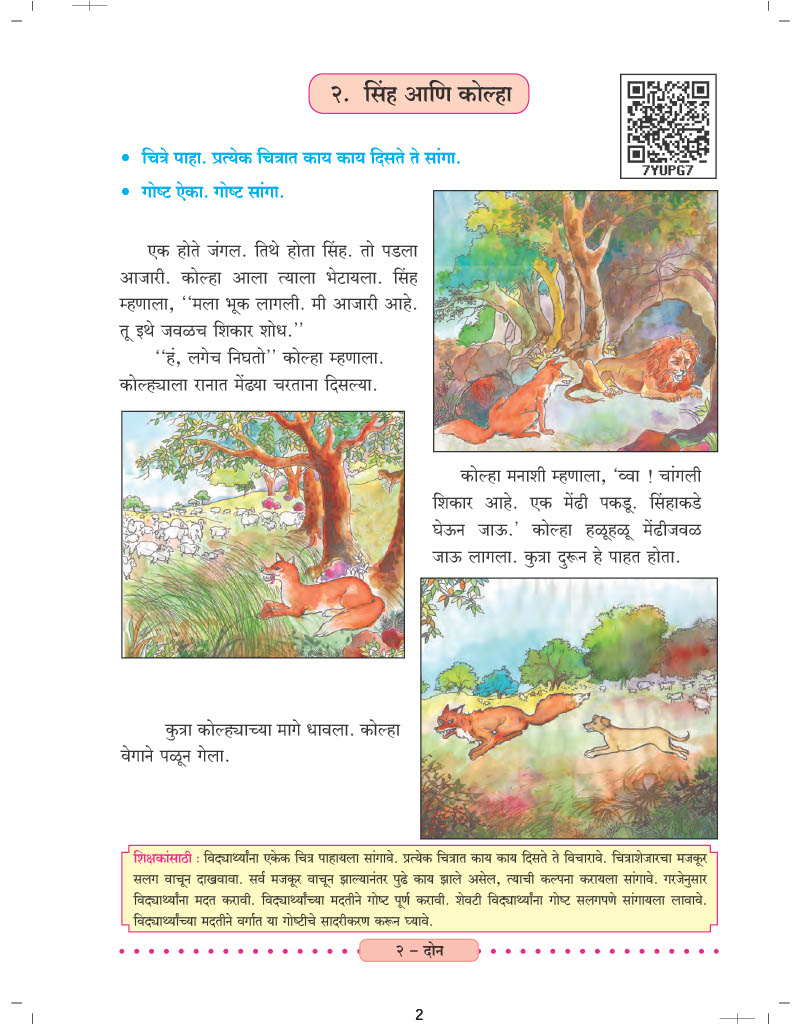 २. सिंह आणि कोल्हा
7YUPG7
• चित्रे पाहा. प्रत्येक चित्रात काय काय दिसते ते सांगा.
• गोष्ट ऐका. गोष्ट सांगा.
एक होते जंगल. तिथे होता सिंह. तो पडला
आजारी. कोल्हा आला त्याला भेटायला. सिंह
म्हणाला, ‘‘मला भूक लागली. मी आजारी आहे.
तू इथे जवळच शिकार शोध.’’
‘‘हं, लगेच निघतो’’ कोल्हा म्हणाला.
कोल्ह्याला रानात मेंढ्या चरताना दिसल्या.
कोल्हा मनाशी म्हणाला, ‘व्वा ! चांगली
शिकार आहे. एक मेंढी पकडू. सिंहाकडे
घेऊन जाऊ.’ कोल्हा हळूहळू मेंढीजवळ
जाऊ लागला. कुत्रा दुरून हे पाहत होता.
कुत्रा कोल्ह्याच्या मागे धावला. कोल्हा
वेगाने पळून गेला.
शिक्षकांसाठी : विद्यार्थ्यांना एकेक चित्र पाहायला सांगावे. प्रत्येक चित्रात काय काय दिसते ते विचारावे. चित्राशेजारचा मजकूर
सलग वाचून दाखवावा. सर्व मजकूर वाचून झाल्यानंतर पुढे काय झाले असेल, त्याची कल्पना करायला सांगावे. गरजेनुसार
विद्यार्थ्यांना मदत करावी. विद्यार्थ्यांच्या मदतीने गोष्ट पूर्ण करावी. शेवटी विद्यार्थ्यांना गोष्ट सलगपणे सांगायला लावावे.
विद्यार्थ्यांच्या मदतीने वर्गात या गोष्टीचे सादरीकरण करून घ्यावे.
२ – दोन
2